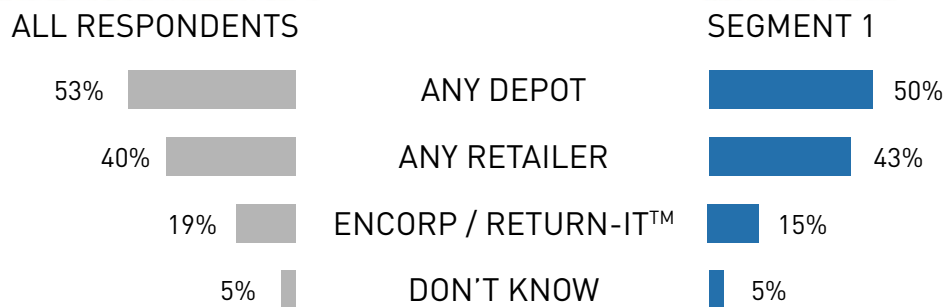 ALL RESPONDENTS SEGMENT 1
53% ANY DEPOT 50%
40% ANY RETAILER 43%
19% ENCORP / RETURN-IT™ 15%
5% DON'T KNOW 5%